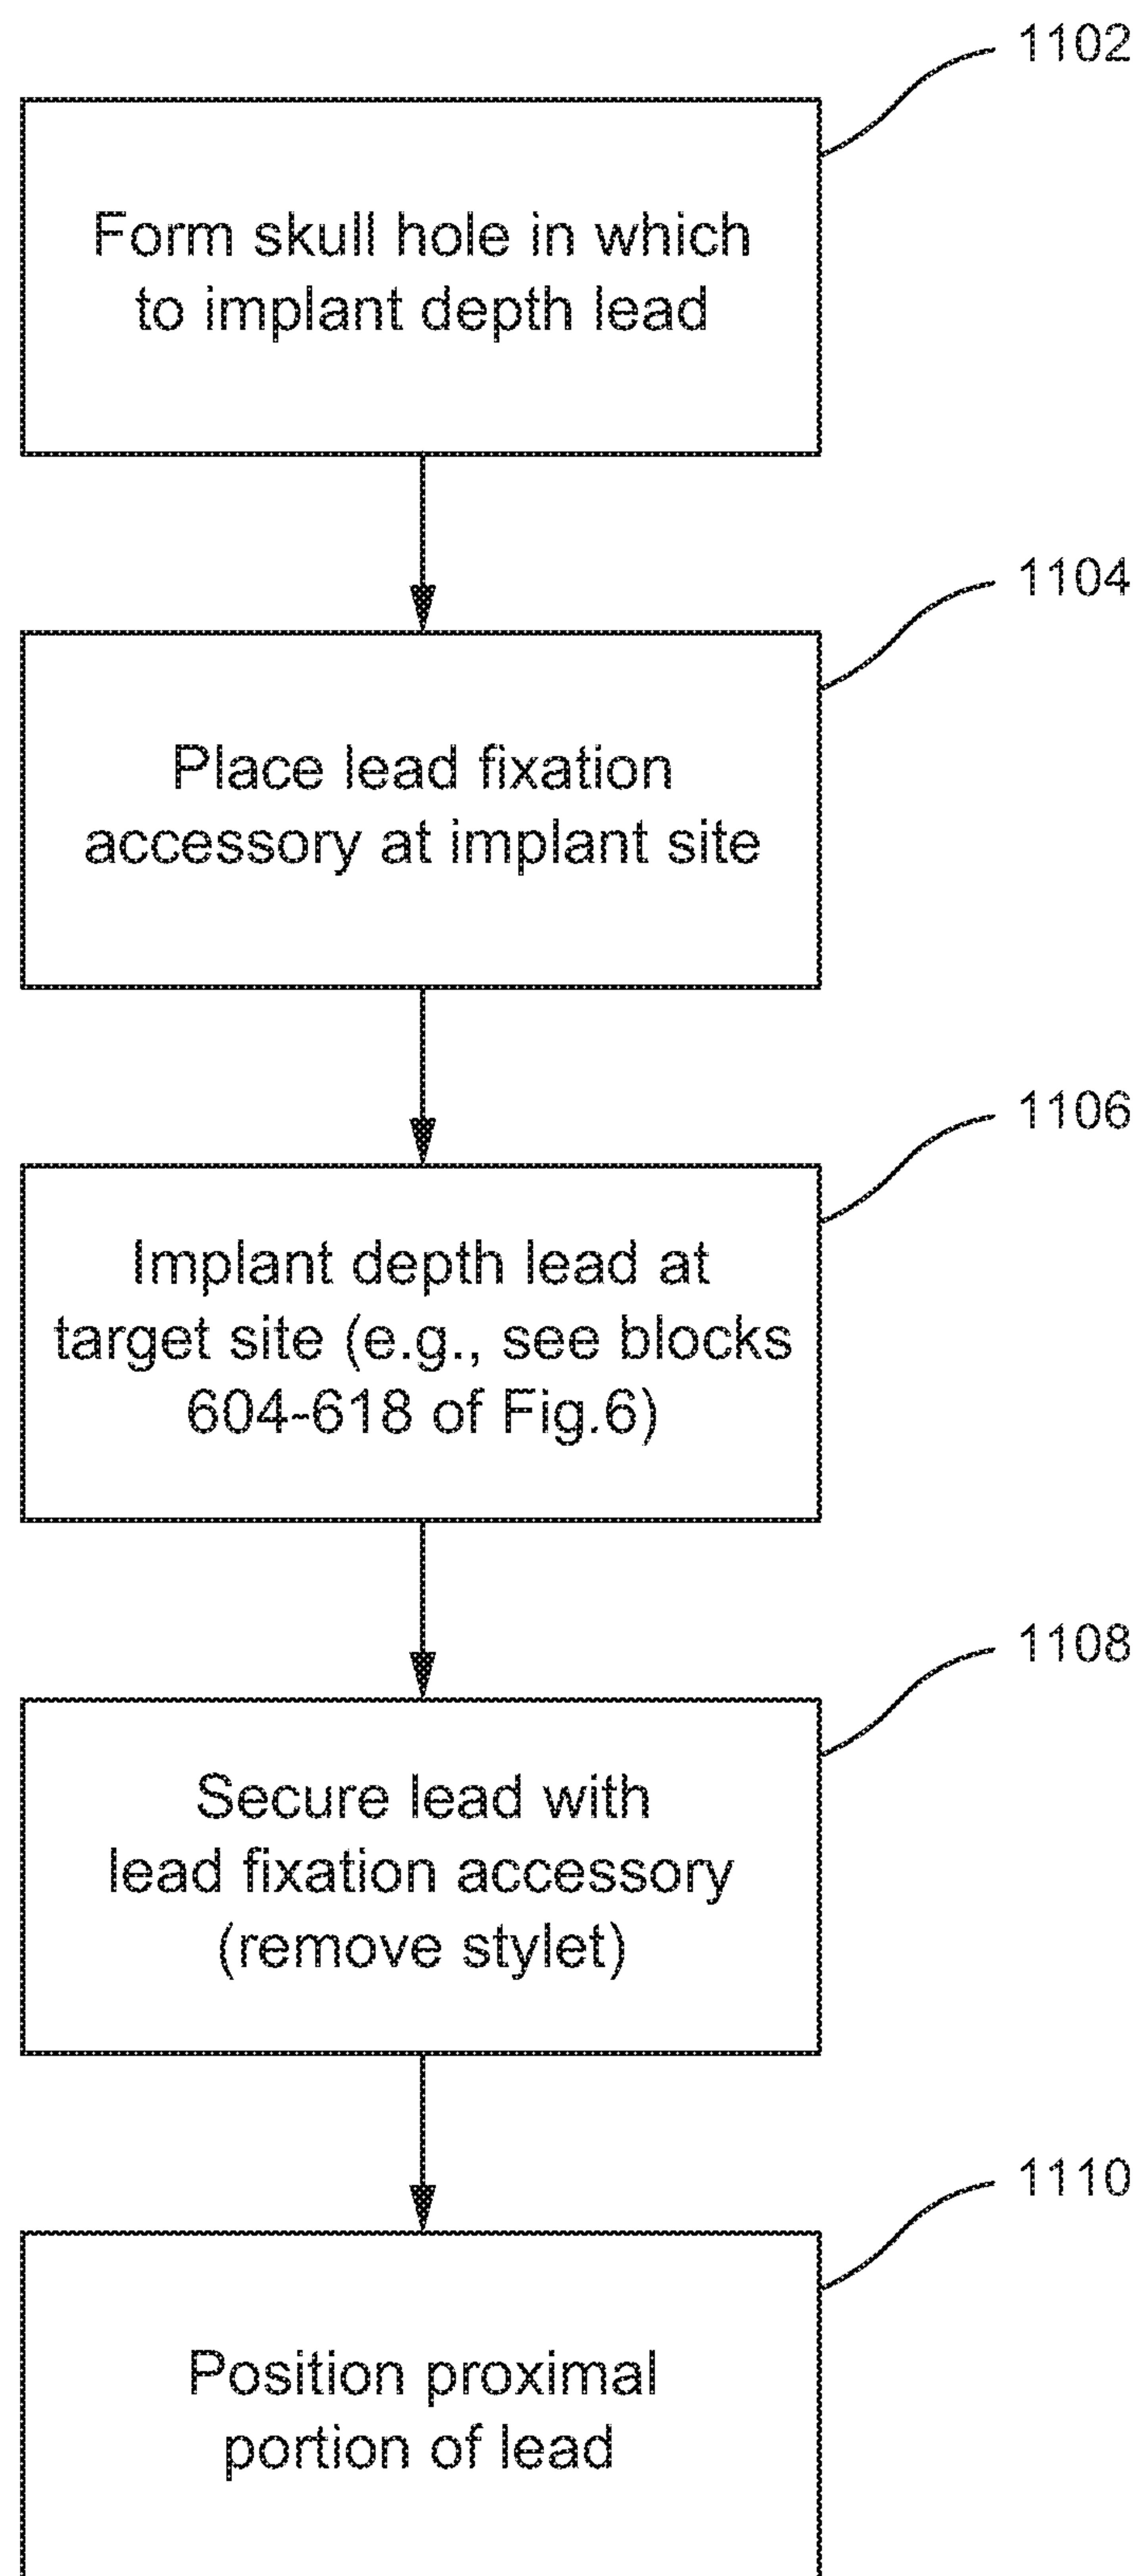 1102
Form skull hole in which
to implant depth lead
1104
Place lead fixation
accessory at implant site
1106
Implant depth lead at
target site (e.g., see blocks
604-618 of Fig.6)
1108
Secure lead with
lead fixation accessory
(remove stylet)
1110
Position proximal
portion of lead